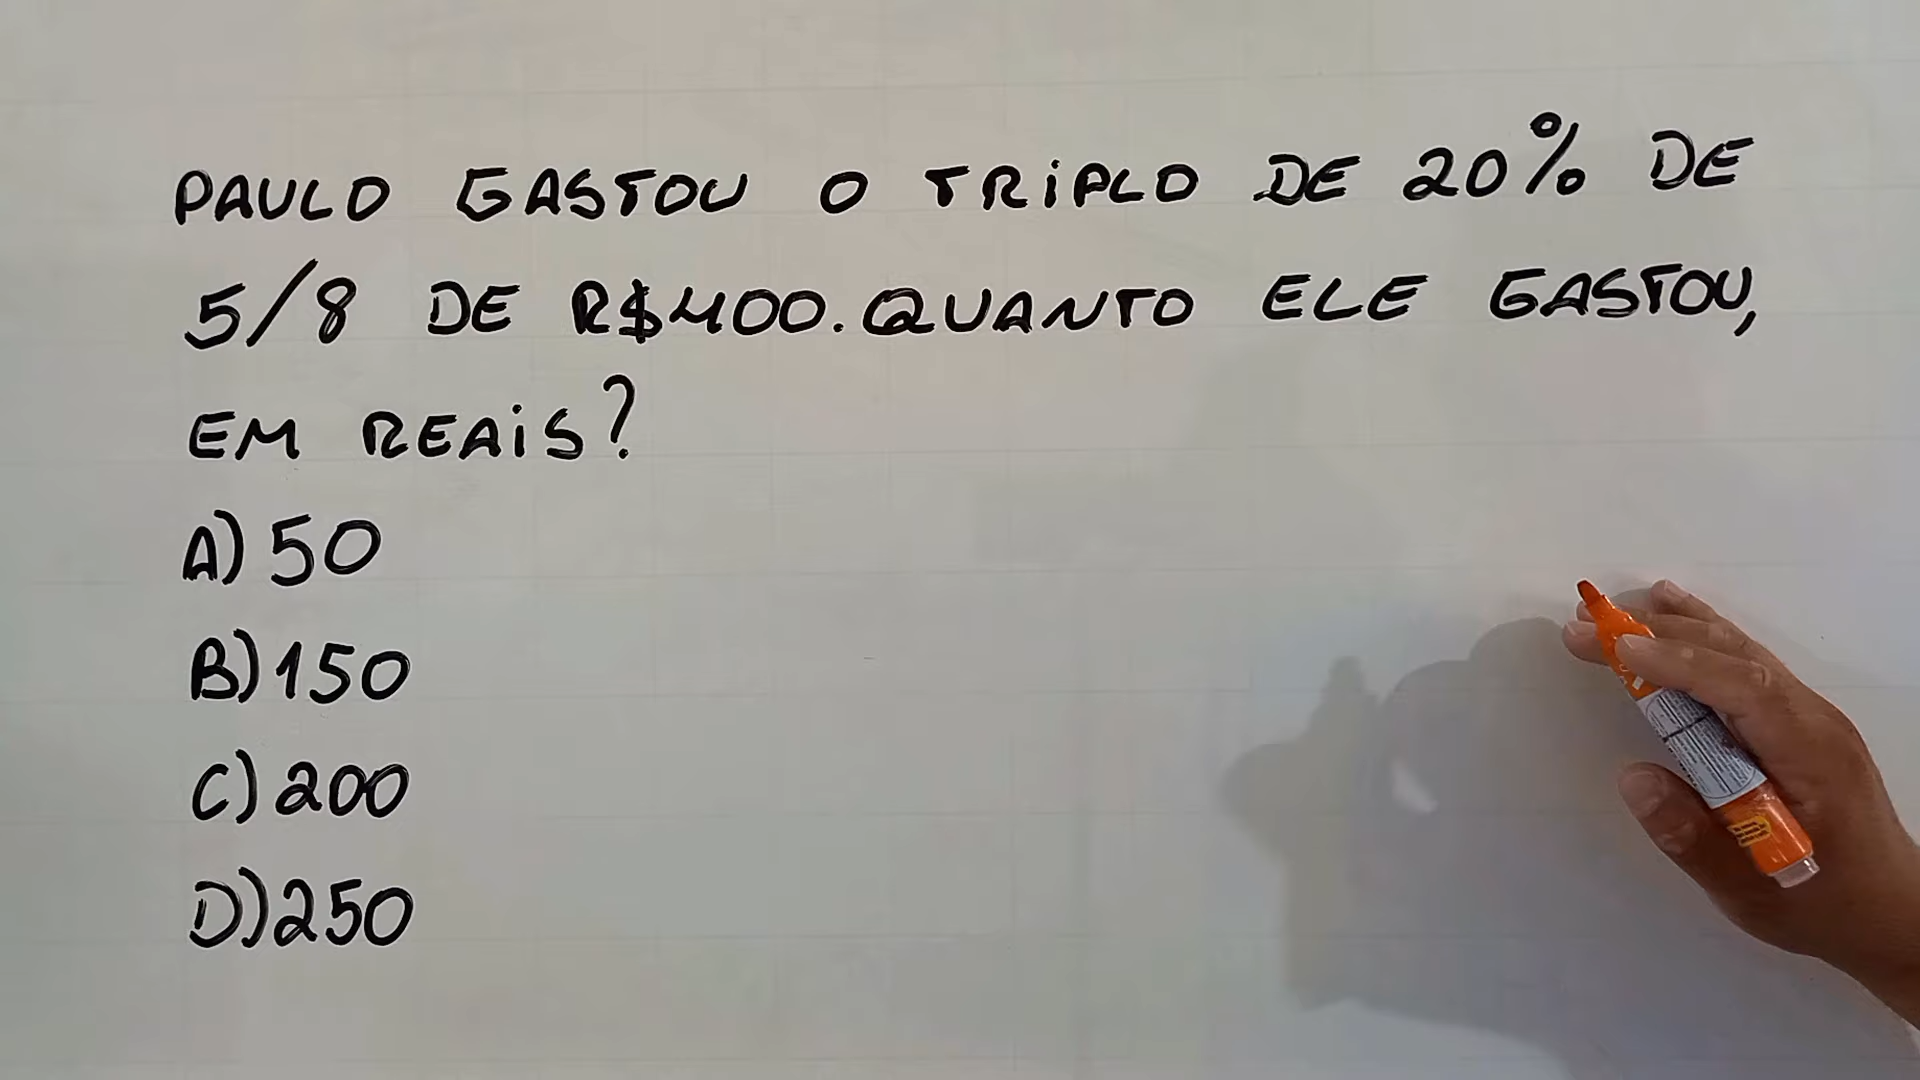 PAULO GASTOU O TRiPLO DE 20% DE
5/8 DE R$400. QUANTO ELE GASTOU,
EM REAiS?
A) 50
B) 150
C) 200
D) 250